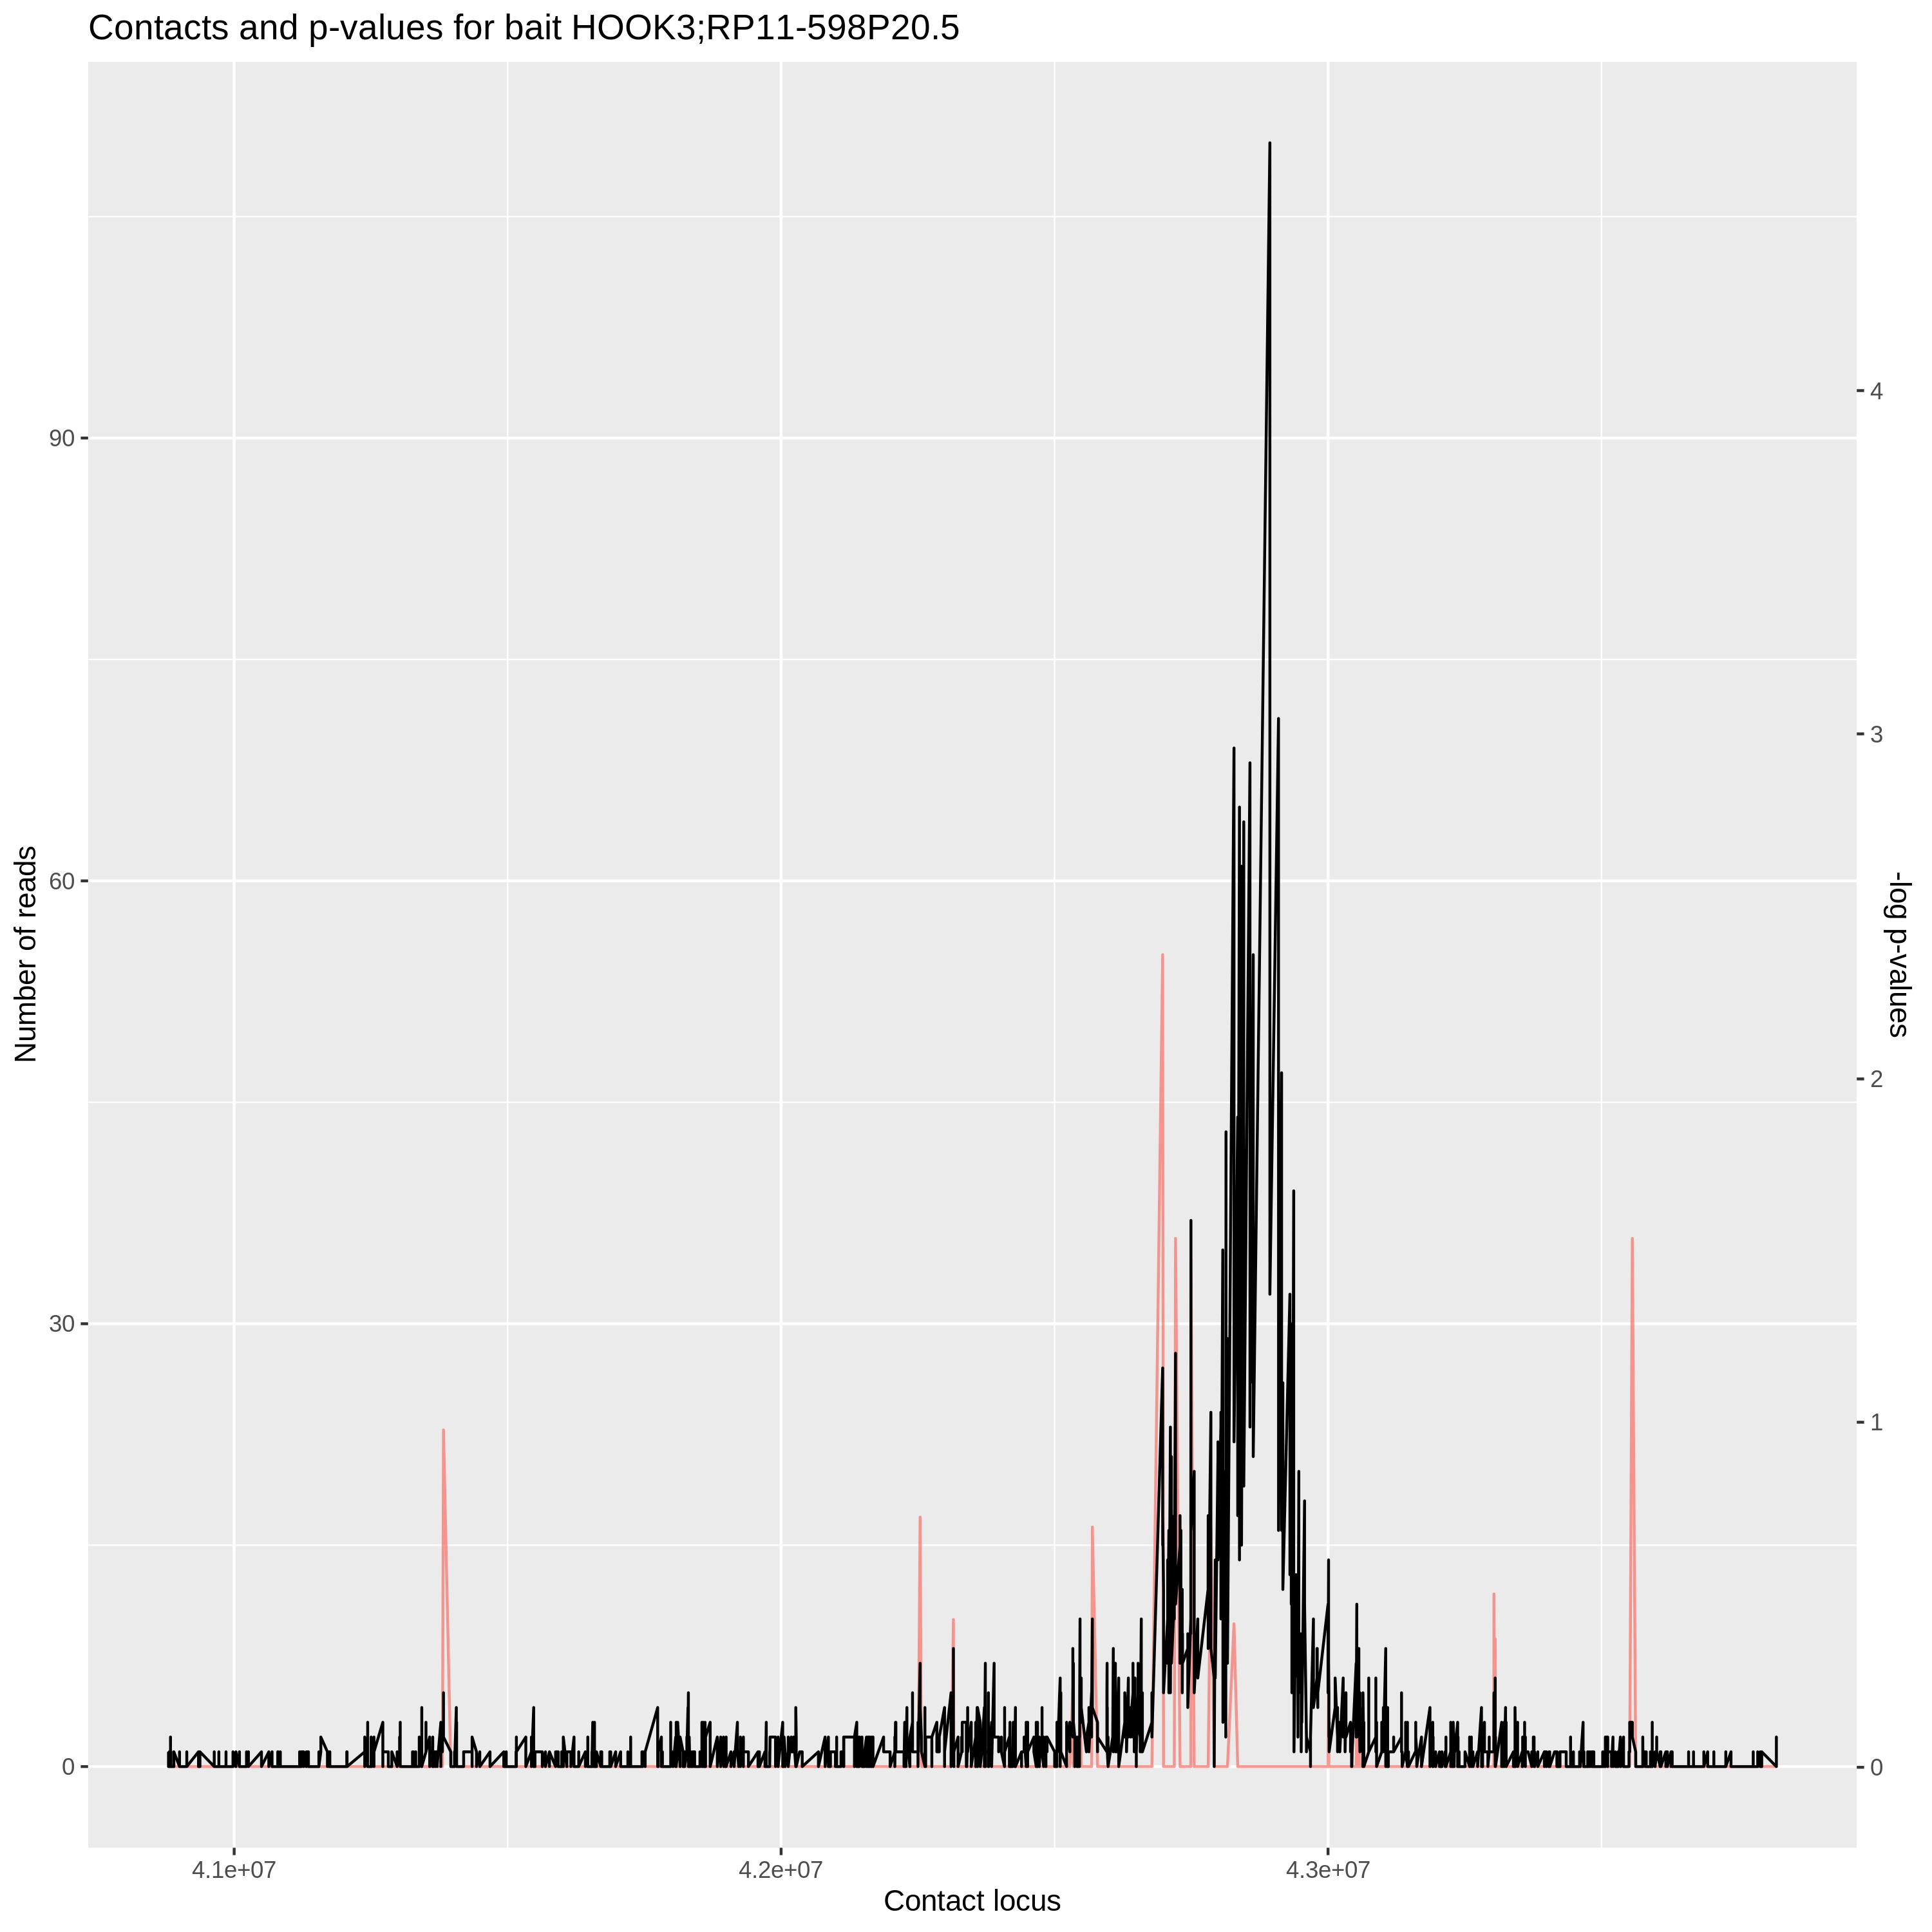 Contacts and p-values for bait HOOK3;RP11-598P20.5
90
60
30
0
Number of reads
4
3
2
1
0
-log p-values
4.1e+07
4.2e+07
4.3e+07
Contact locus